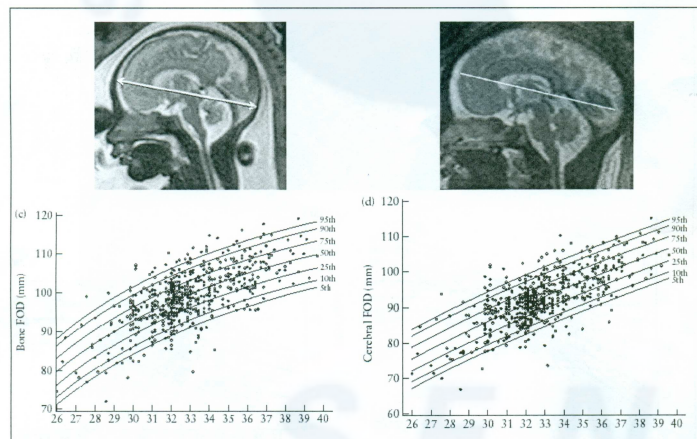 (c)
120
110
100
90
80
70
Bone FOD (mm)
95th
90th
75th
50th
25th
10th
5th
26 27 28 29 30 31 32 33 34 35 36 37 38 39 40
(d)
120
110
100
90
80
70
60
Cerebral FOD (mm)
95th
90th
75th
50th
25th
10th
5th
26 27 28 29 30 31 32 33 34 35 36 37 38 39 40